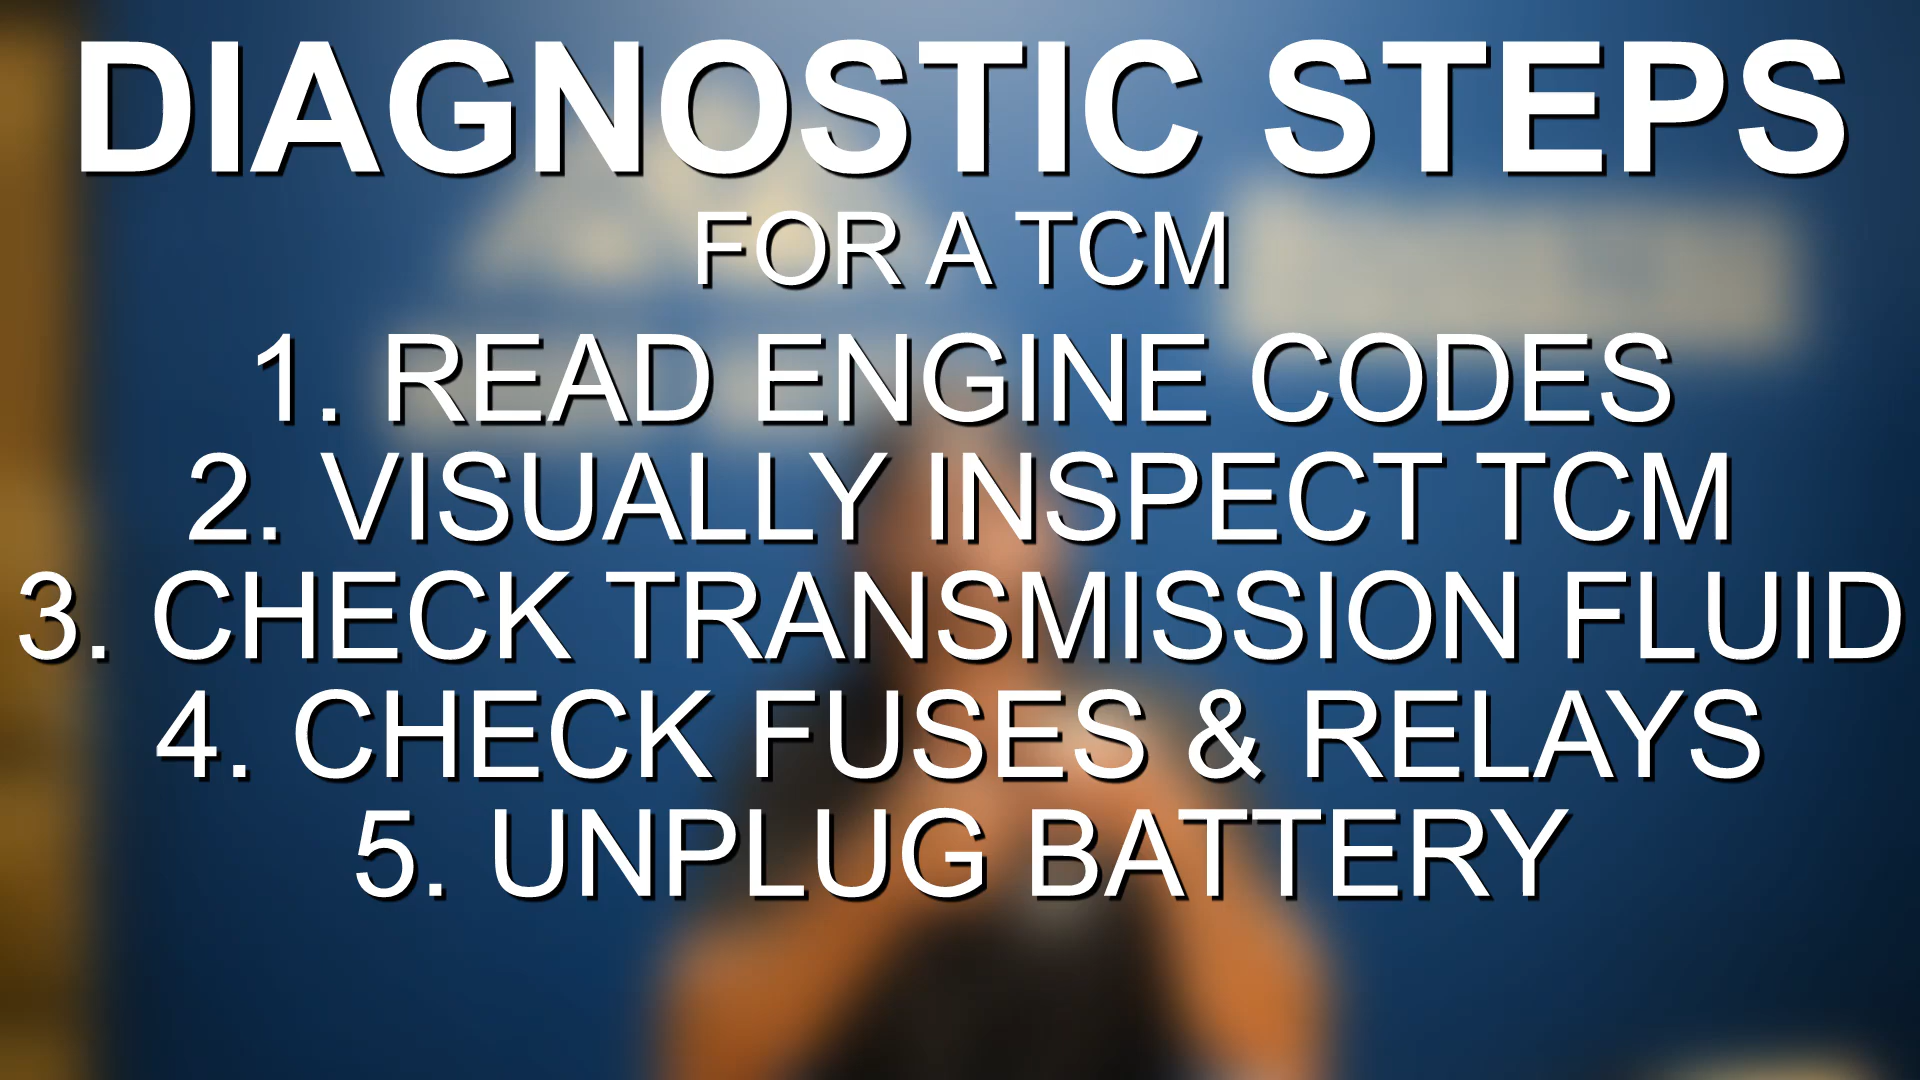 DIAGNOSTIC STEPS
FOR A TCM
1. READ ENGINE CODES
2. VISUALLY INSPECT TCM
3. CHECK TRANSMISSION FLUID
4. CHECK FUSES & RELAYS
5. UNPLUG BATTERY